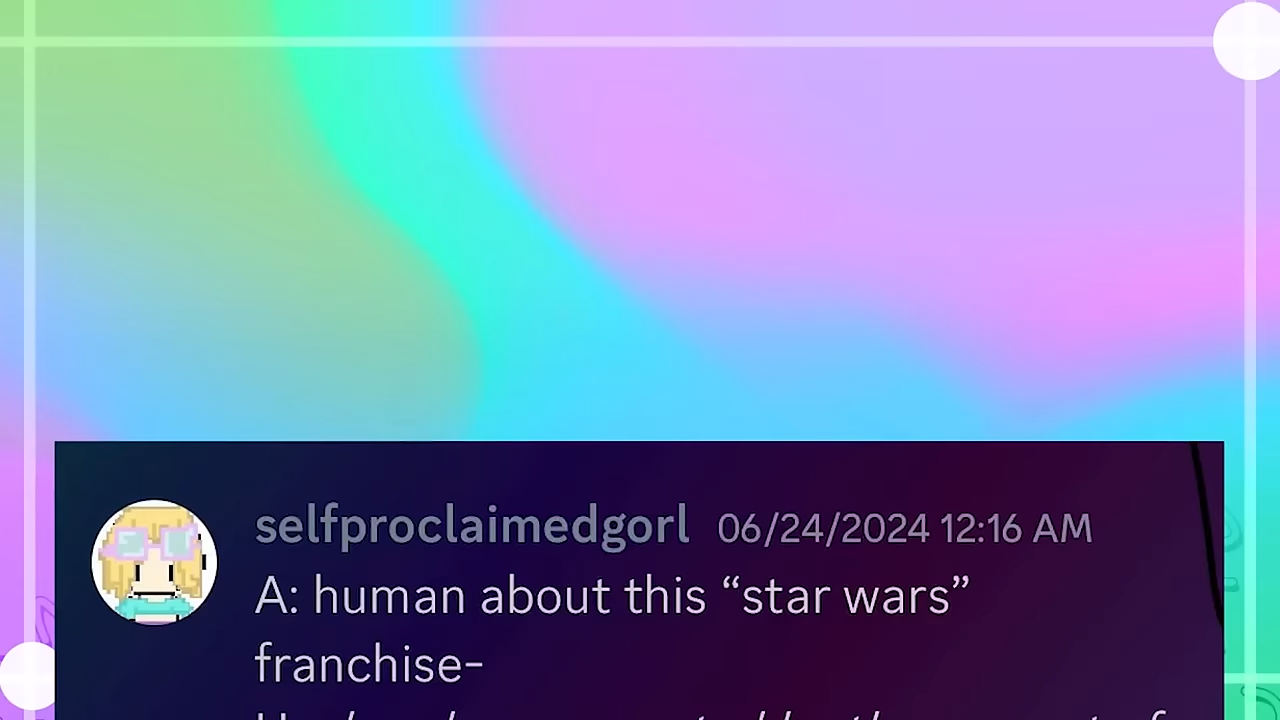 selfproclaimedgorl 06/24/2024 12:16 AM
A: human about this “star wars”
franchise-